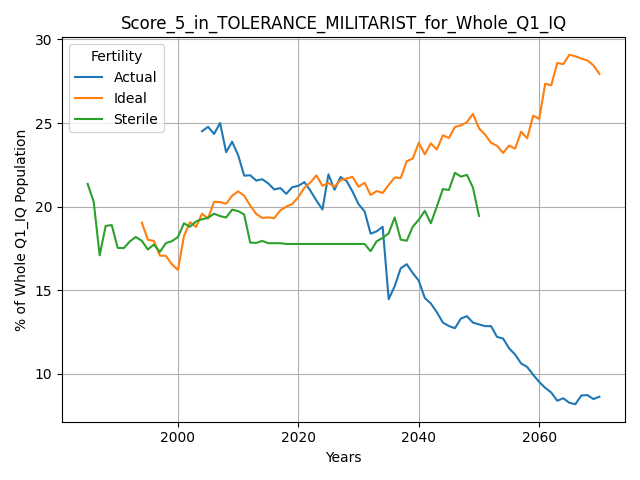 Score_5_in_TOLERANCE_MILITARIST_for_Whole_Q1_IQ
Fertility
Actual
Ideal
Sterile
% of Whole Q1_IQ Population
30
25
20
15
10
2000
2020
2040
2060
Years